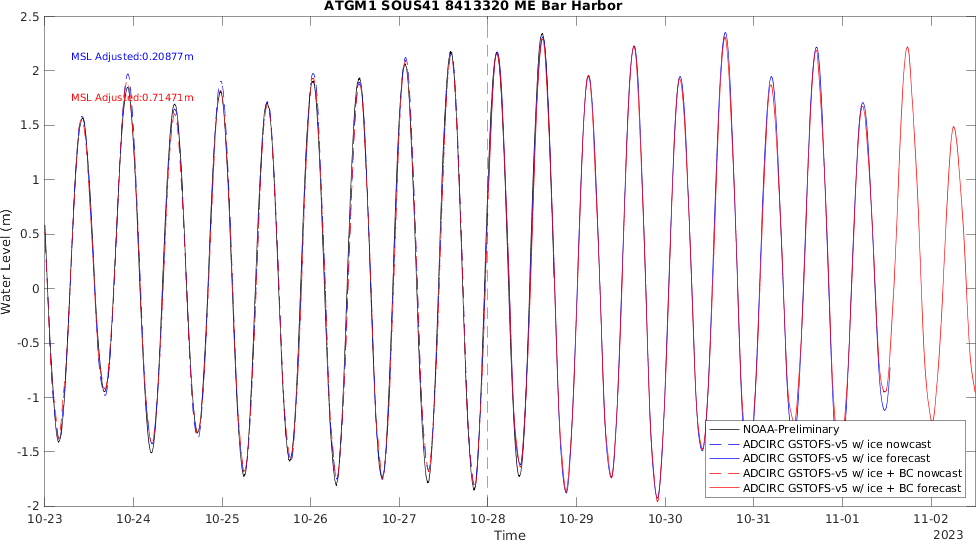 ATGM1 SOUS41 8413320 ME Bar Harbor
2.5
2
1.5
1
0.5
0
-0.5
-1
-1.5
-2
Water Level (m)
MSL Adjusted:0.20877m
MSL Adjusted:0.71471m
NOAA-Preliminary
ADCIRC GSTOFS-v5 w/ ice nowcast
ADCIRC GSTOFS-v5 w/ ice forecast
ADCIRC GSTOFS-v5 w/ ice + BC nowcast
ADCIRC GSTOFS-v5 w/ ice + BC forecast
10-23 10-24 10-25 10-26 10-27 10-28 10-29 10-30 10-31 11-01 11-02
Time
2023